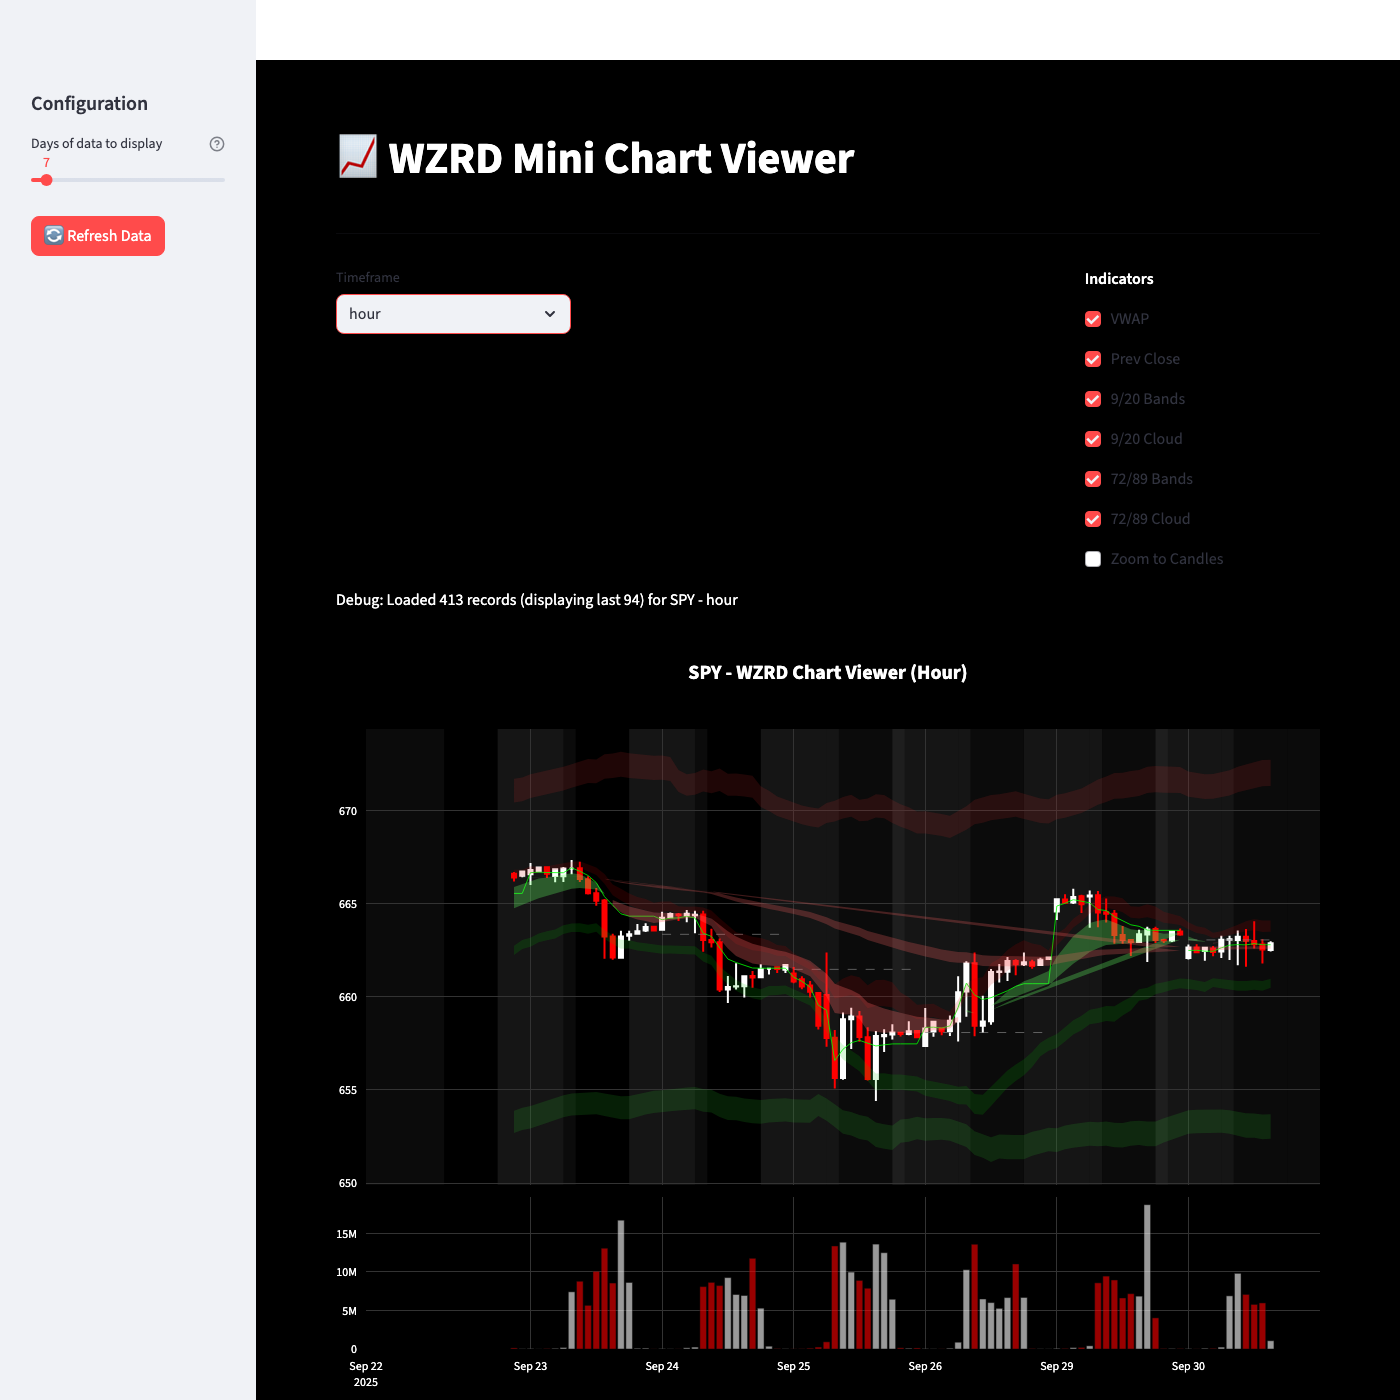 Configuration
Days of data to display
7
🔄 Refresh Data
📈 WZRD Mini Chart Viewer
Timeframe
hour
Indicators
VWAP
Prev Close
9/20 Bands
9/20 Cloud
72/89 Bands
72/89 Cloud
Zoom to Candles
Debug: Loaded 413 records (displaying last 94) for SPY - hour
SPY - WZRD Chart Viewer (Hour)
670
665
660
655
650
15M
10M
5M
0
Sep 22 Sep 23 Sep 24 Sep 25 Sep 26 Sep 29 Sep 30
2025